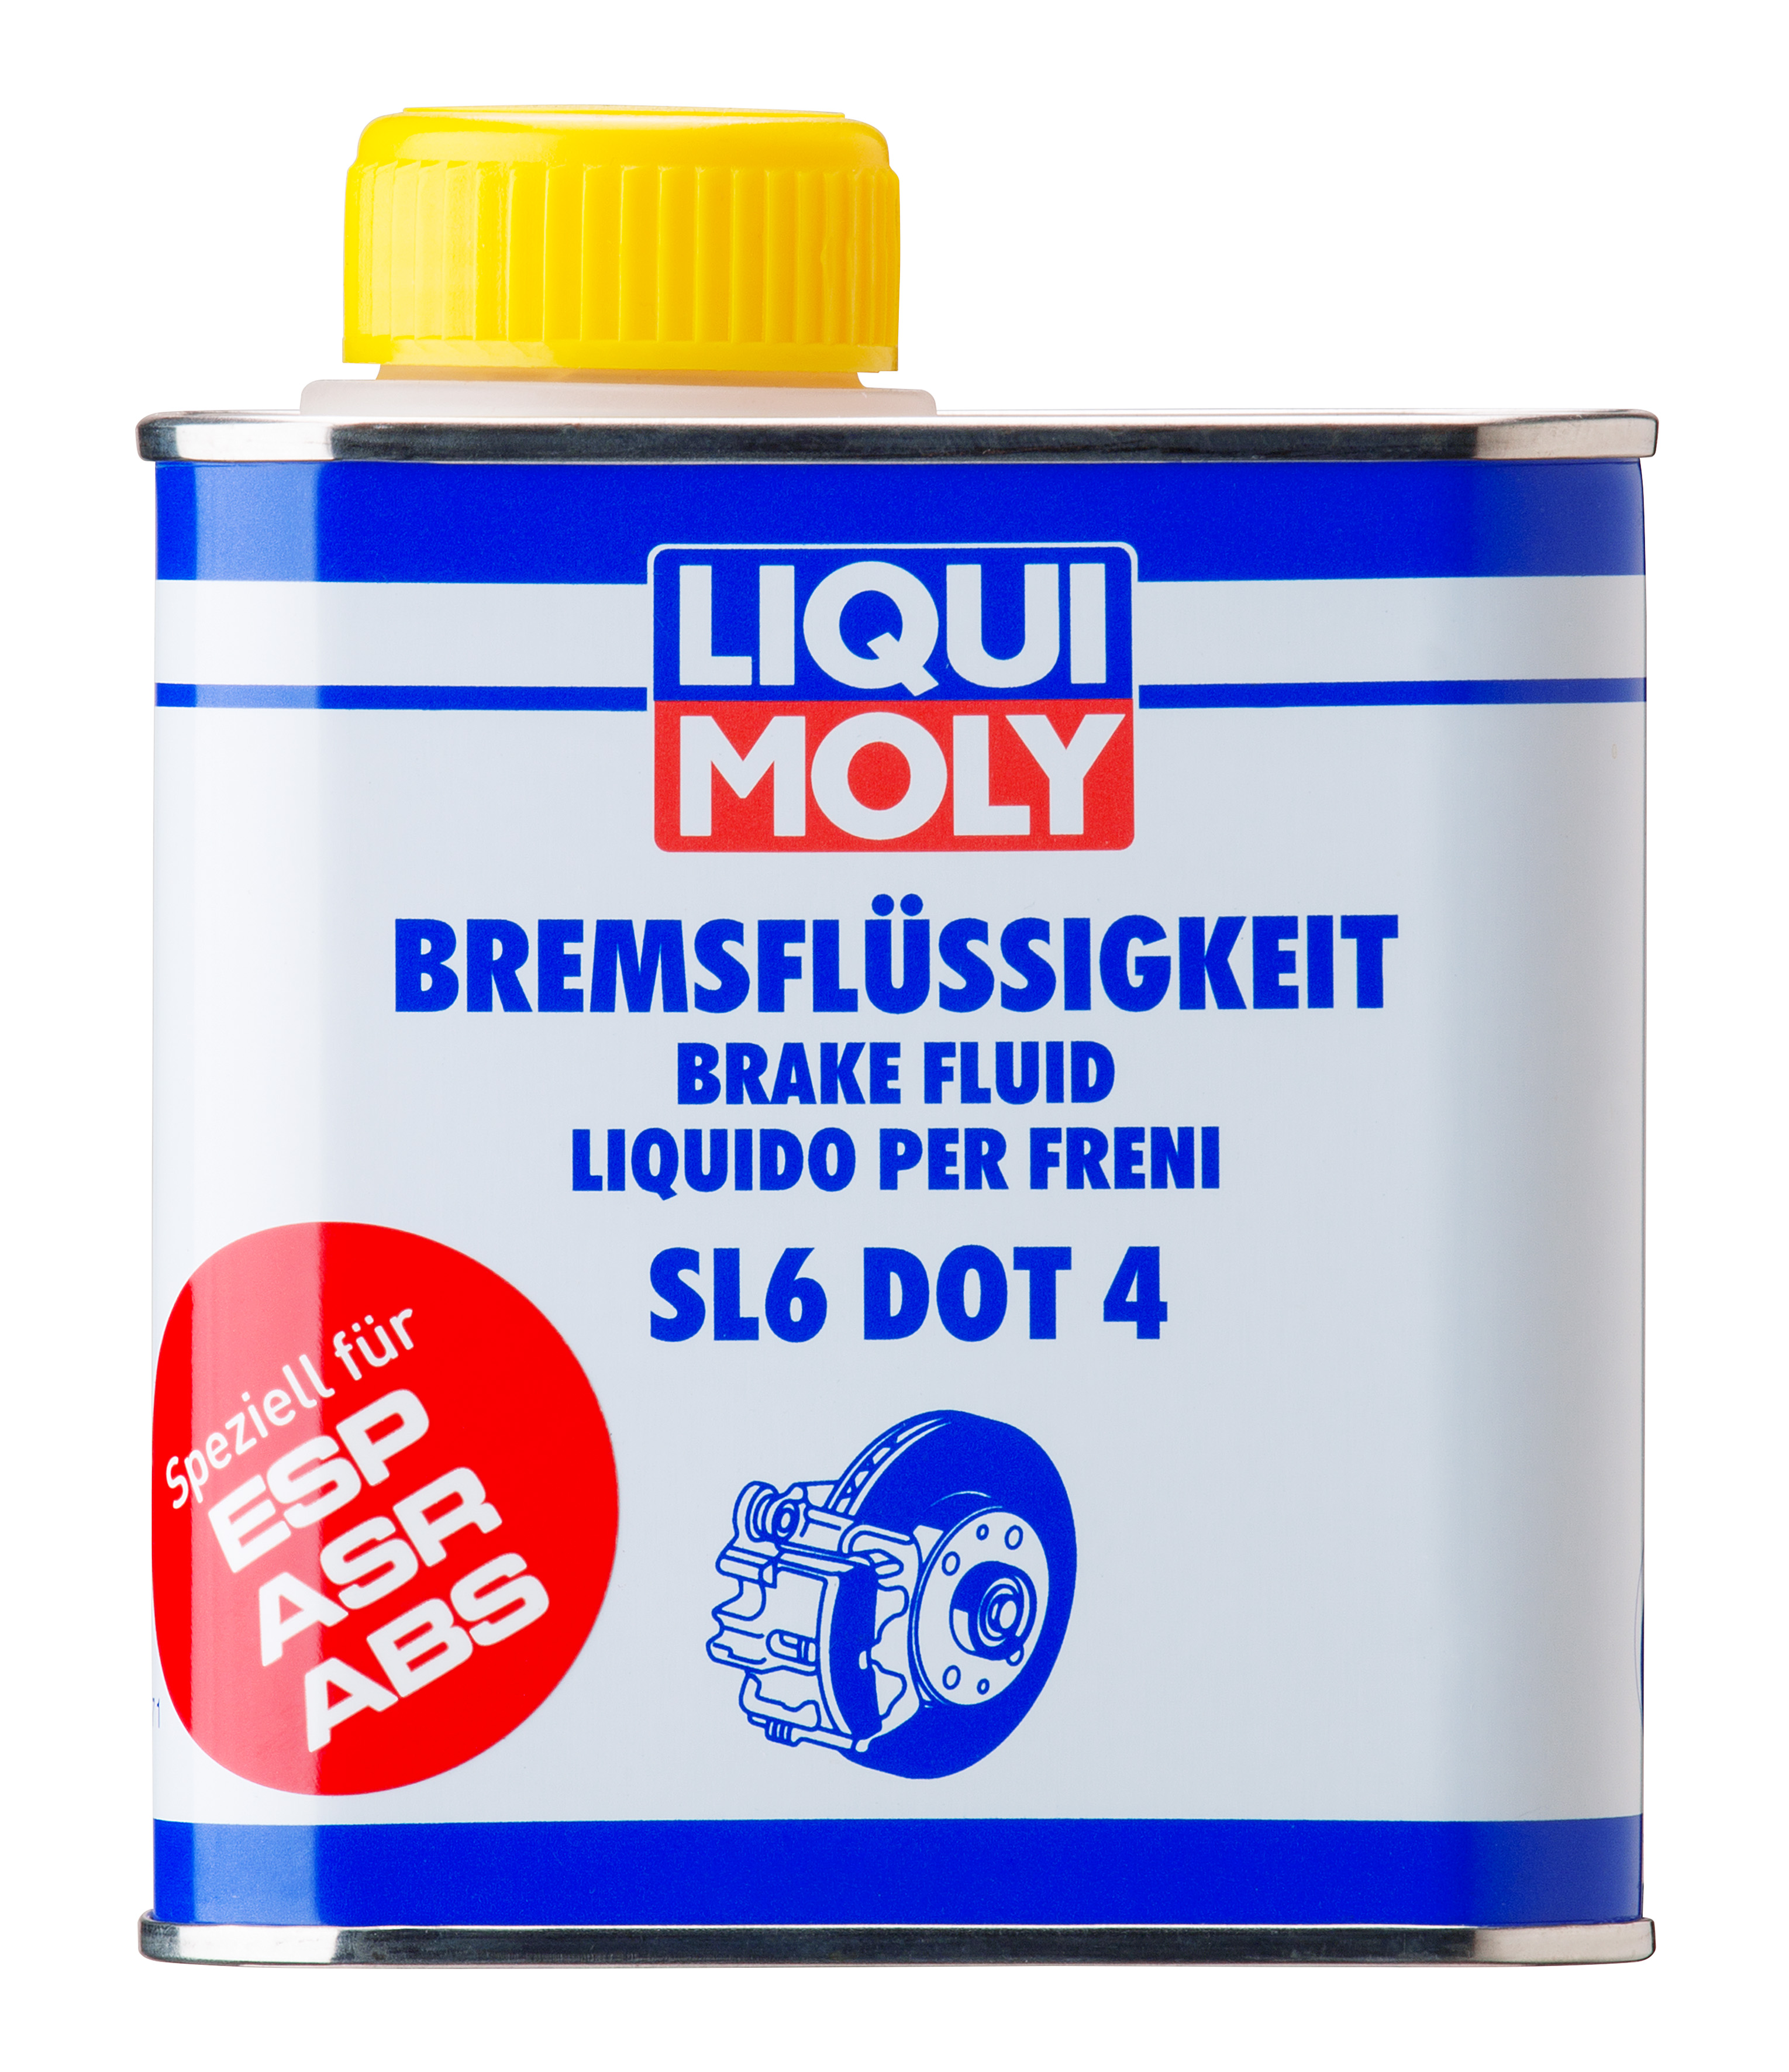 LIQUI
MOLY
BREMSFLÜSSIGKEIT
BRAKE FLUID
LIQUIDO PER FRENI
SL6 DOT 4
Speziell für
ESP
ASR
ABS